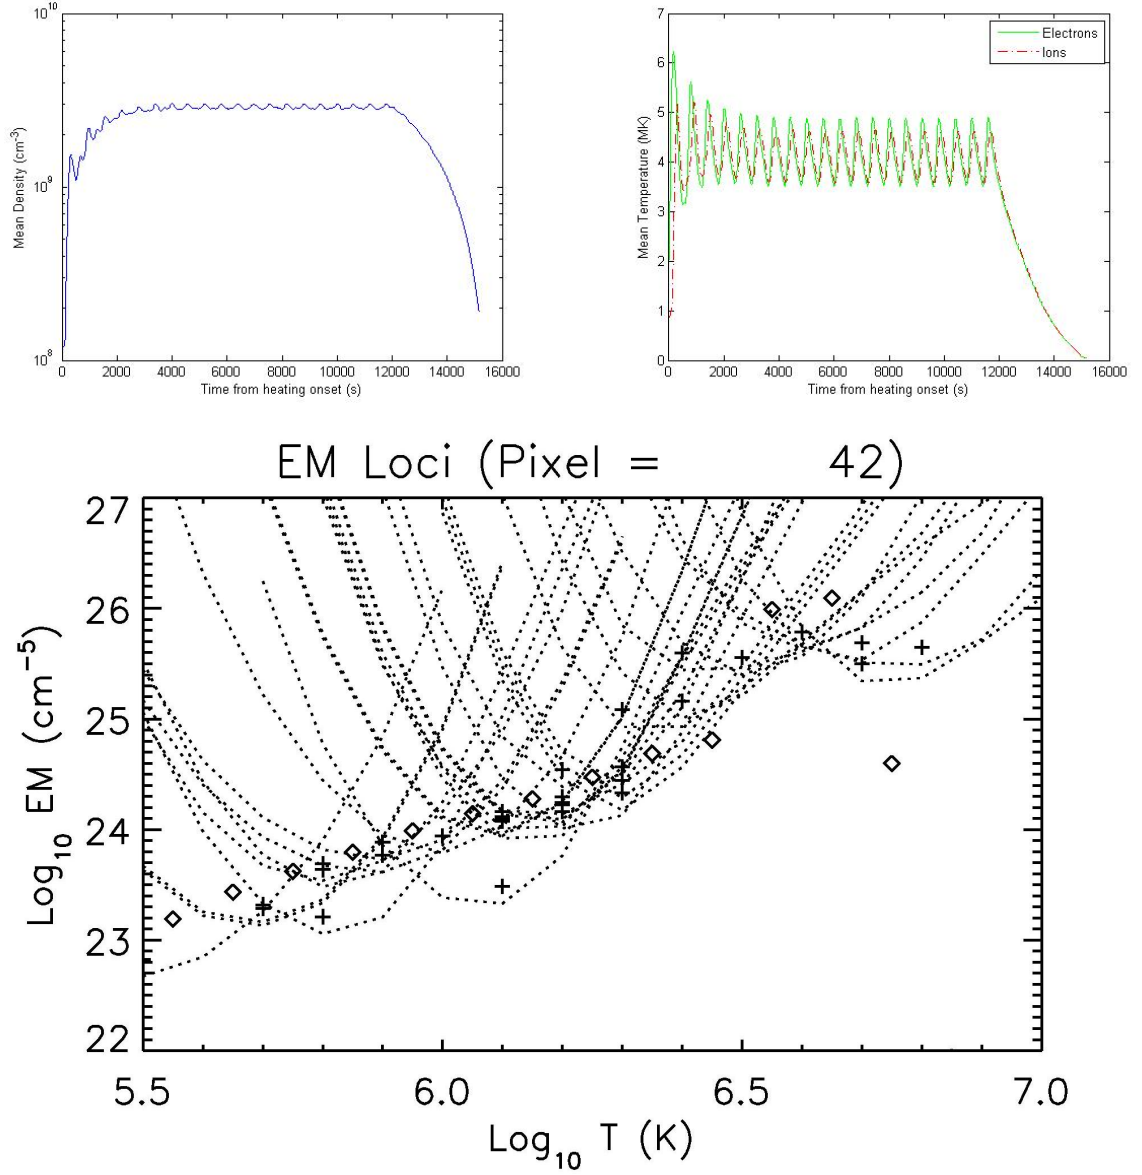 10^10
10^9
10^8
Mean Density (cm^-3)
0 2000 4000 6000 8000 10000 12000 14000 16000
Time from heating onset (s)
7
6
5
4
3
2
1
0
Mean Temperature (MK)
Electrons
Ions
0 2000 4000 6000 8000 10000 12000 14000 16000
Time from heating onset (s)
EM Loci (Pixel = 42)
27
26
25
24
23
22
Log10 EM (cm^-5)
5.5 6.0 6.5 7.0
Log10 T (K)